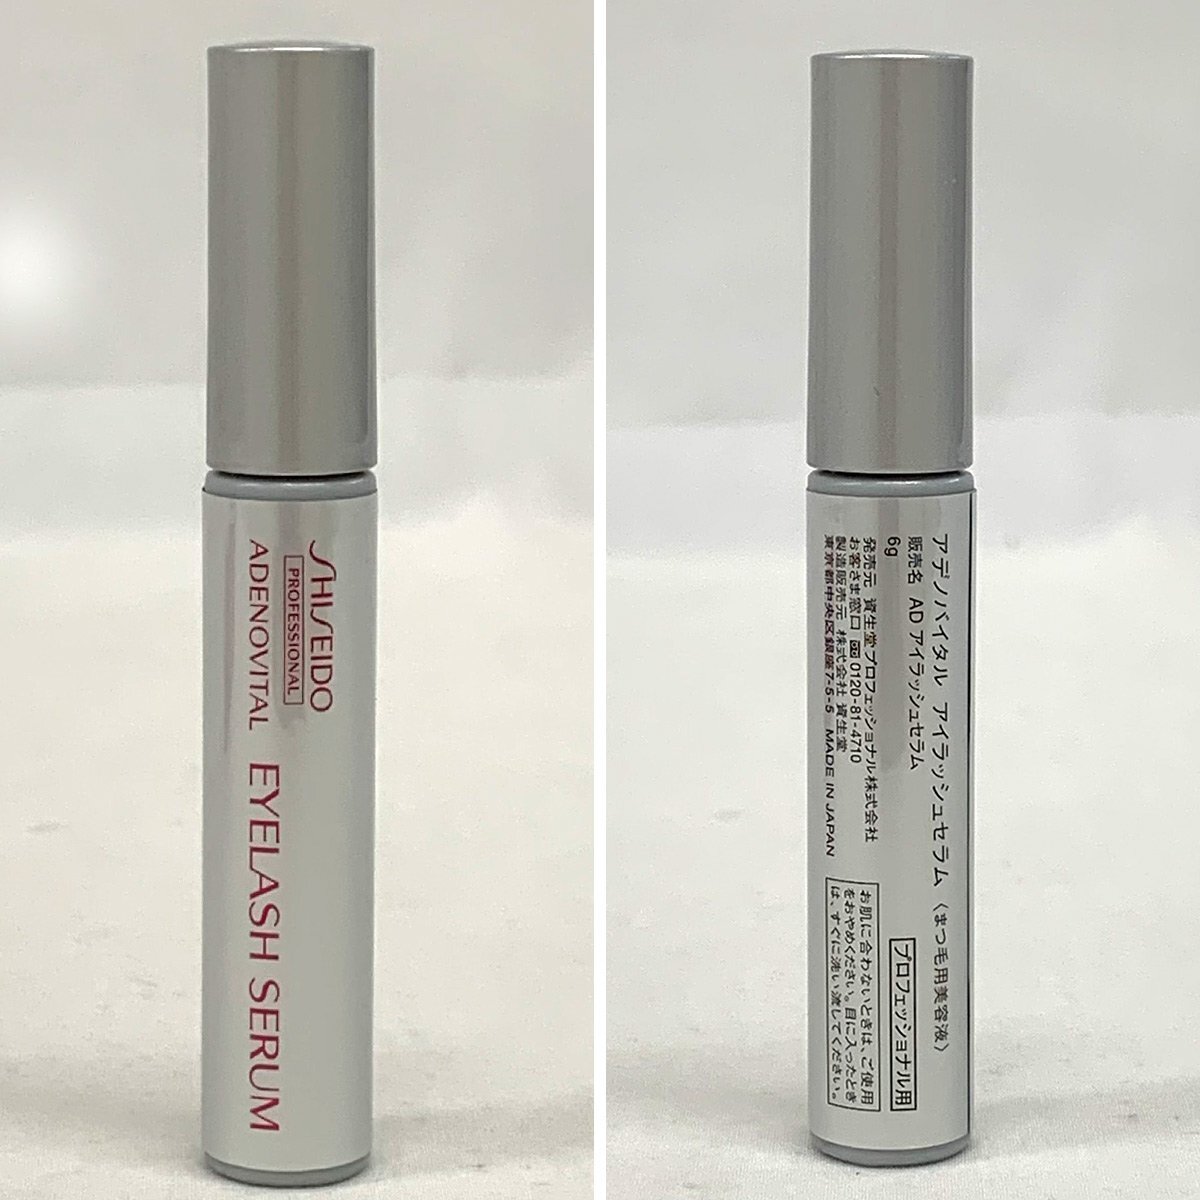 SHISEIDO
PROFESSIONAL
ADENOVITAL EYELASH SERUM
アデノバイタル アイラッシュセラム〈まつ毛用美容液〉
販売名 AD アイラッシュセラム
6g
プロフェッショナル用
発売元 資生堂プロフェッショナル株式会社
お客さま窓口 0120-81-4710
製造販売元 株式会社 資生堂
東京都中央区銀座7-5-5 MADE IN JAPAN
お肌に合わないときは、ご使用
をおやめください。目に入ったとき
は、すぐに洗い流してください。